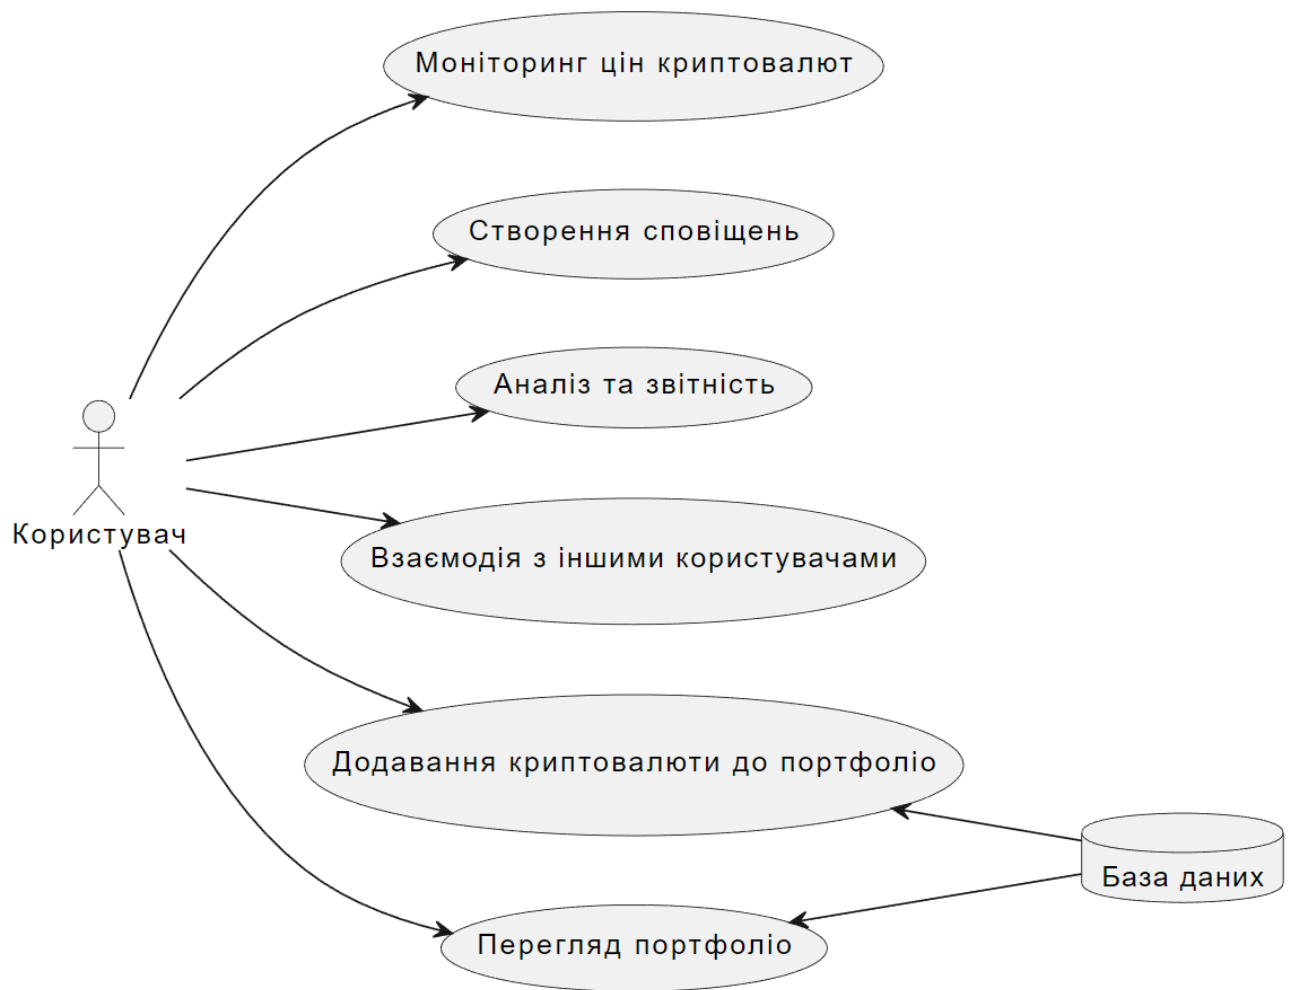 Моніторинг цін криптовалют
Створення сповіщень
Аналіз та звітність
Користувач
Взаємодія з іншими користувачами
Додавання криптовалюти до портфоліо
База даних
Перегляд портфоліо